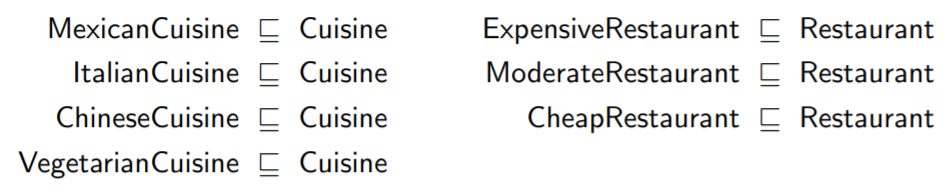 MexicanCuisine ⊑ Cuisine ExpensiveRestaurant ⊑ Restaurant
ItalianCuisine ⊑ Cuisine ModerateRestaurant ⊑ Restaurant
ChineseCuisine ⊑ Cuisine CheapRestaurant ⊑ Restaurant
VegetarianCuisine ⊑ Cuisine